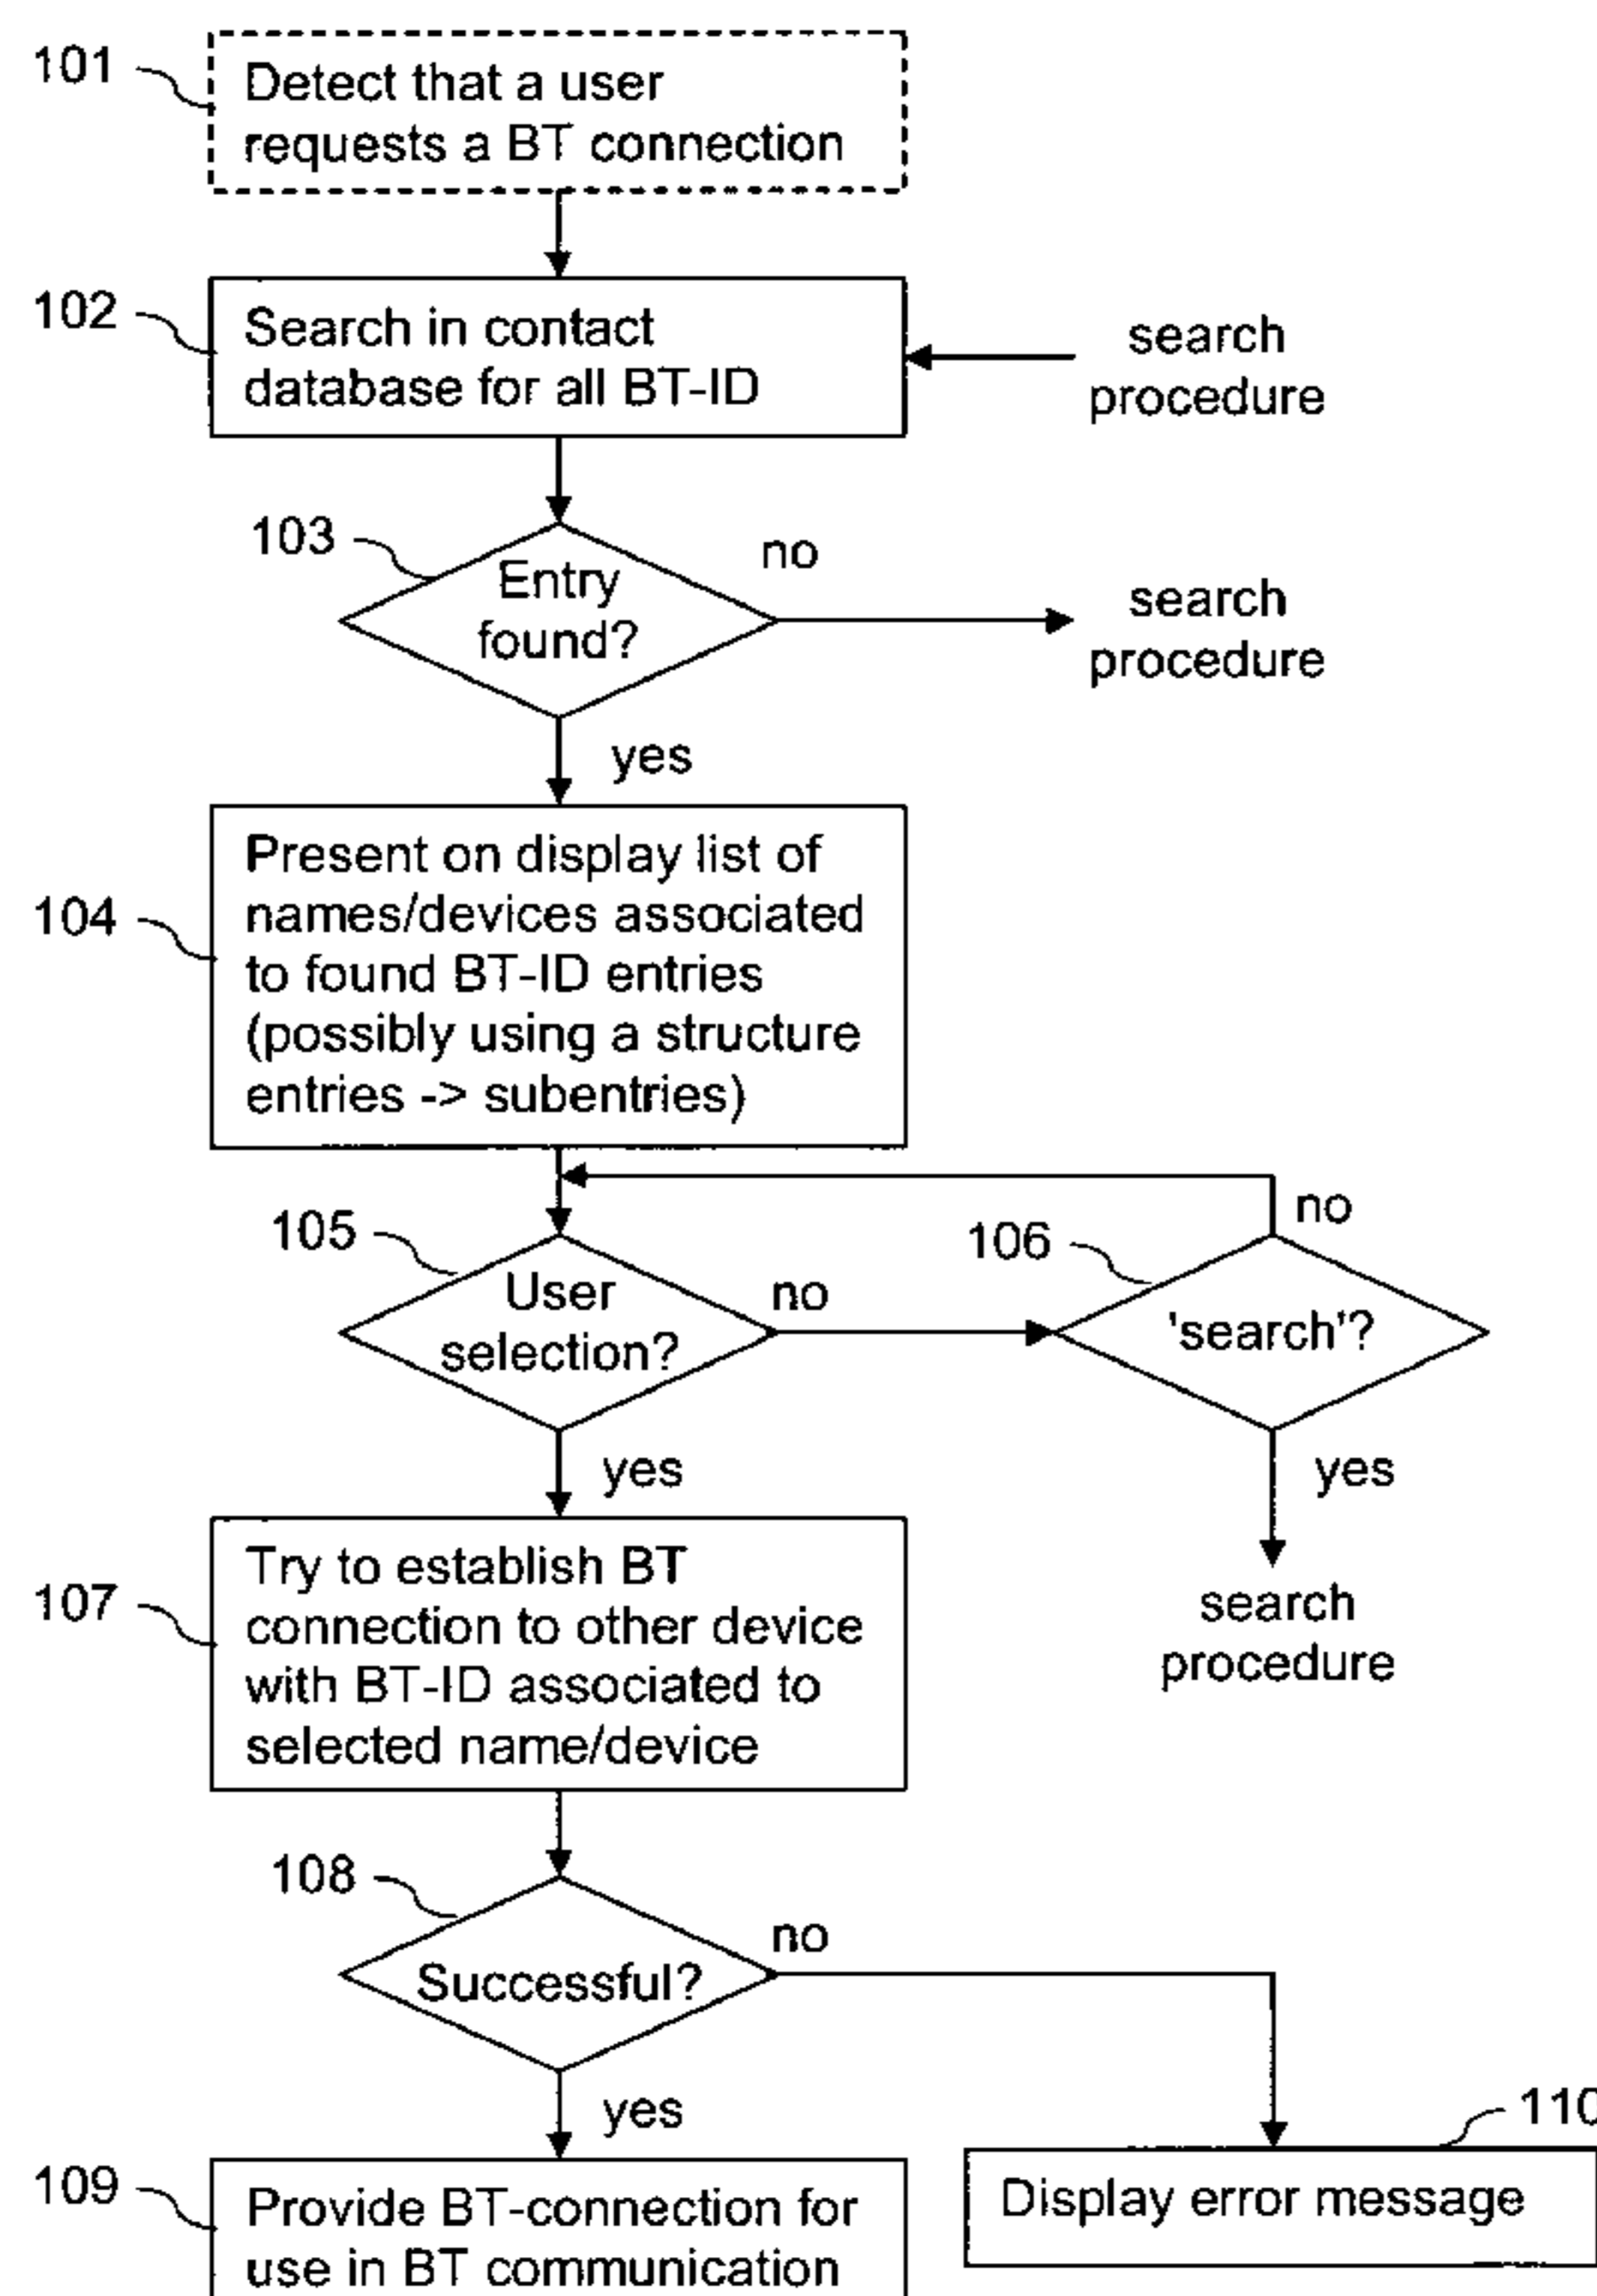 101
Detect that a user
requests a BT connection
102
Search in contact
database for all BT-ID
search
procedure
103
Entry
found?
no
search
procedure
yes
104
Present on display list of
names/devices associated
to found BT-ID entries
(possibly using a structure
entries -> subentries)
105
User
selection?
no
106
'search'?
no
yes
search
procedure
yes
107
Try to establish BT
connection to other device
with BT-ID associated to
selected name/device
108
Successful?
no
yes
110
Display error message
109
Provide BT-connection for
use in BT communication